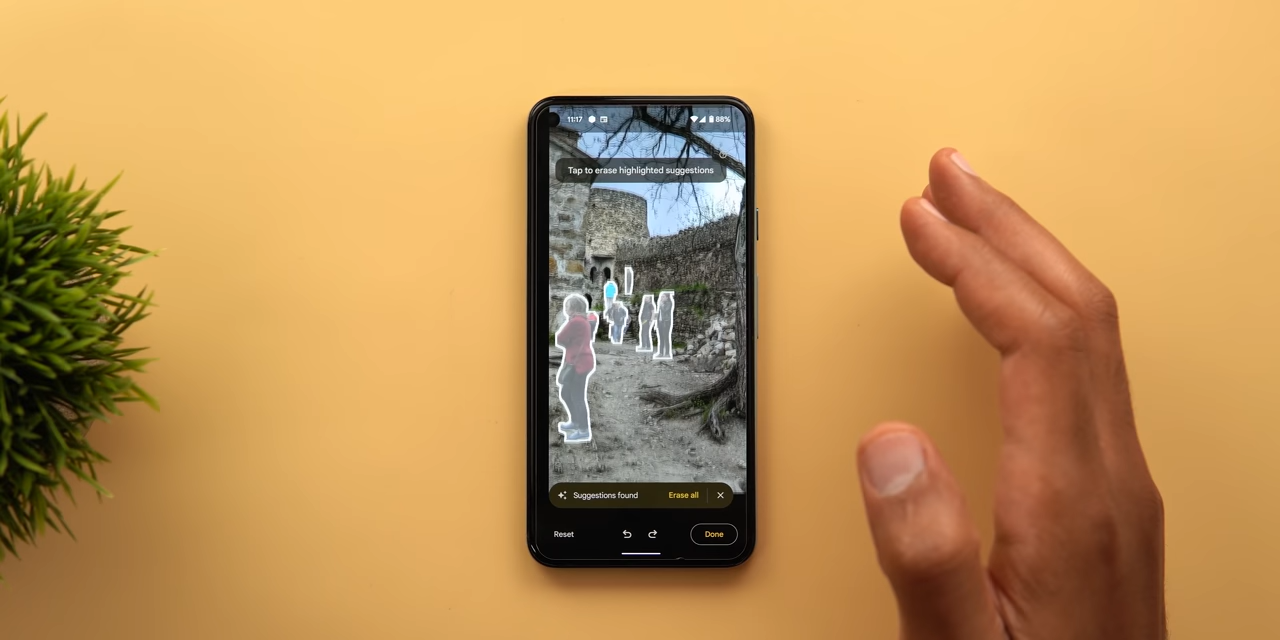 11:17 88%
Tap to erase highlighted suggestions
Suggestions found Erase all
Reset Done